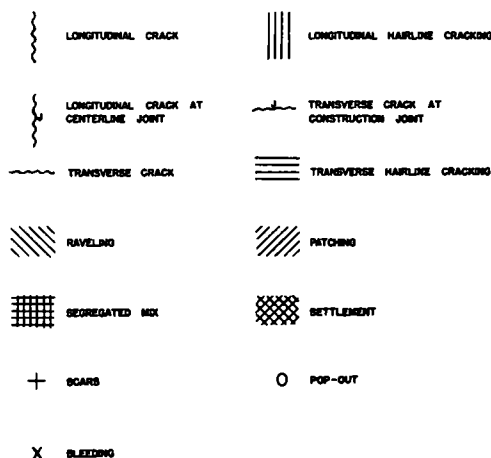 LONGITUDINAL CRACK
LONGITUDINAL HAIRLINE CRACKING
LONGITUDINAL CRACK AT
CENTERLINE JOINT
TRANSVERSE CRACK AT
CONSTRUCTION JOINT
TRANSVERSE CRACK
TRANSVERSE HAIRLINE CRACKING
RAVELING
PATCHING
SEGREGATED MIX
SETTLEMENT
SCARS
POP-OUT
BLEEDING